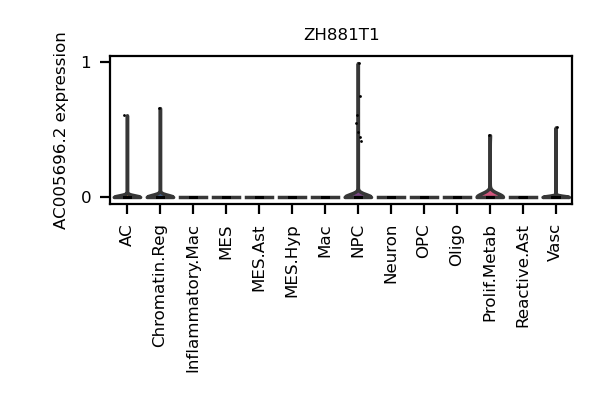 ZH881T1
AC005696.2 expression
1
0
AC
Chromatin.Reg
Inflammatory.Mac
MES
MES.Ast
MES.Hyp
Mac
NPC
Neuron
OPC
Oligo
Prolif.Metab
Reactive.Ast
Vasc